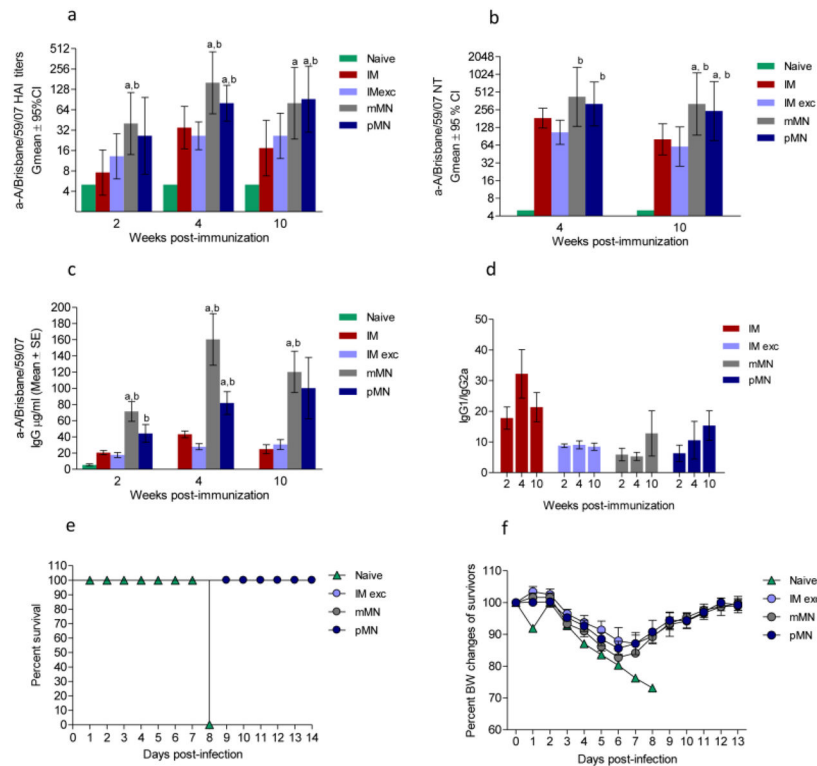 a
a-A/Brisbane/59/07 HAI titers
Gmean ± 95%CI
512
256
128
64
32
16
8
4
a,b
a,b
a,b
a
a,b
2
4
10
Weeks post-immunization
Naive
IM
IMexc
mMN
pMN
b
a-A/Brisbane/59/07 NT
Gmean ± 95 % CI
2048
1024
512
256
128
64
32
16
8
4
b
b
a, b
a, b
4
10
Weeks post-immunization
Naive
IM
IM exc
mMN
pMN
c
a-A/Brisbane/59/07
IgG µg/ml (Mean ± SE)
200
180
160
140
120
100
80
60
40
20
0
a,b
b
a,b
a,b
a,b
2
4
10
Weeks post-immunization
Naive
IM
IM exc
mMN
pMN
d
IgG1/IgG2a
50
40
30
20
10
0
2 4 10 2 4 10 2 4 10 2 4 10
Weeks post-immunization
IM
IM exc
mMN
pMN
e
Percent survival
110
100
90
80
70
60
50
40
30
20
10
0
0 1 2 3 4 5 6 7 8 9 10 11 12 13 14
Days post-infection
Naive
IM exc
mMN
pMN
f
Percent BW changes of survivors
110
100
90
80
70
60
0 1 2 3 4 5 6 7 8 9 10 11 12 13
Days post-infection
Naive
IM exc
mMN
pMN